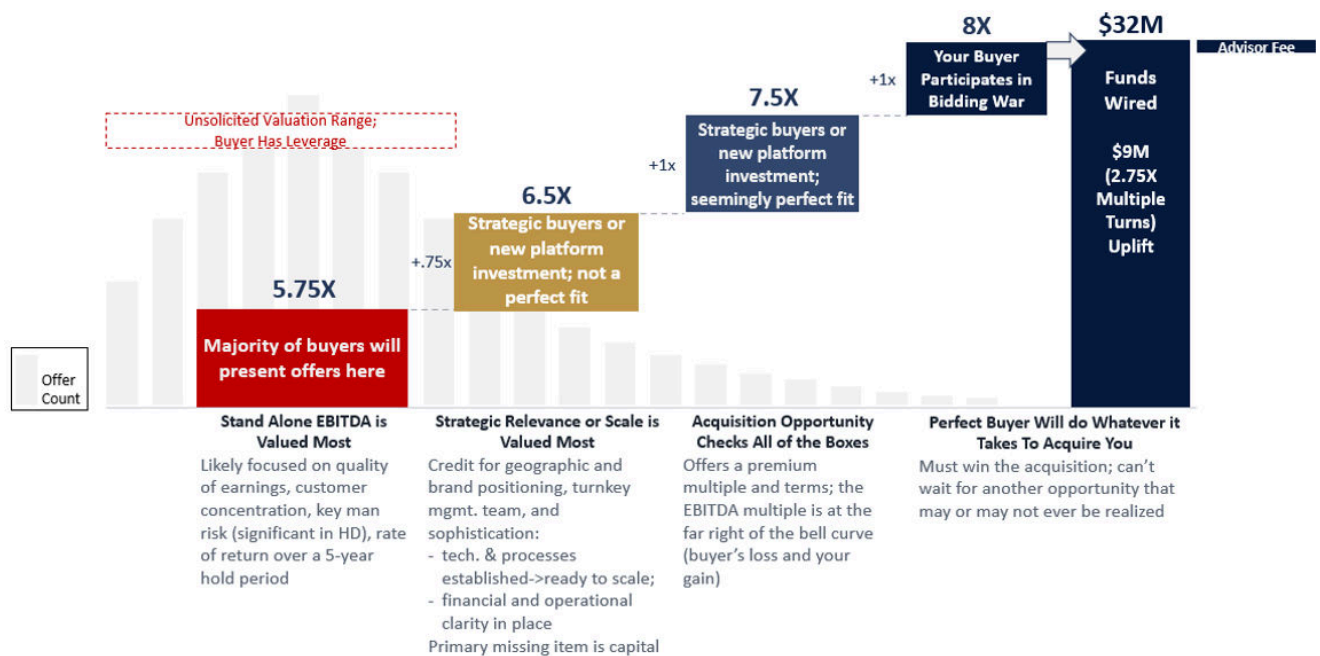 8X
$32M
Advisor Fee
Your Buyer
Participates in
Bidding War
+1x
Funds
Wired
$9M
(2.75X
Multiple
Turns)
Uplift
7.5X
Strategic buyers or
new platform
investment;
seemingly perfect fit
+1x
Unsolicited Valuation Range;
Buyer Has Leverage
6.5X
Strategic buyers or
new platform
investment; not a
perfect fit
+.75x
5.75X
Majority of buyers will
present offers here
Offer
Count
Stand Alone EBITDA is
Valued Most
Likely focused on quality
of earnings, customer
concentration, key man
risk (significant in HD), rate
of return over a 5-year
hold period
Strategic Relevance or Scale is
Valued Most
Credit for geographic and
brand positioning, turnkey
mgmt. team, and
sophistication:
- tech. & processes
established->ready to scale;
- financial and operational
clarity in place
Primary missing item is capital
Acquisition Opportunity
Checks All of the Boxes
Offers a premium
multiple and terms; the
EBITDA multiple is at the
far right of the bell curve
(buyer's loss and your
gain)
Perfect Buyer Will do Whatever it
Takes To Acquire You
Must win the acquisition; can't
wait for another opportunity that
may or may not ever be realized